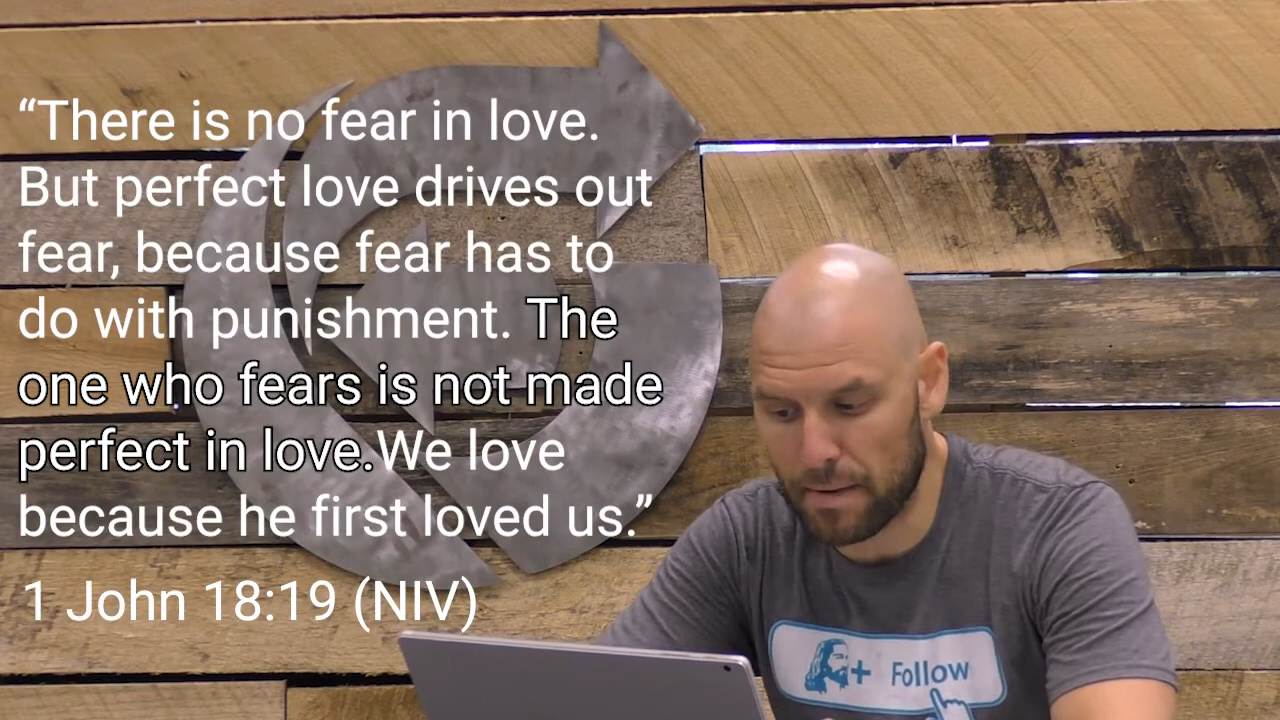 “There is no fear in love.
But perfect love drives out
fear, because fear has to
do with punishment. The
one who fears is not made
perfect in love.We love
because he first loved us.”
1 John 18:19 (NIV)
+ Follow